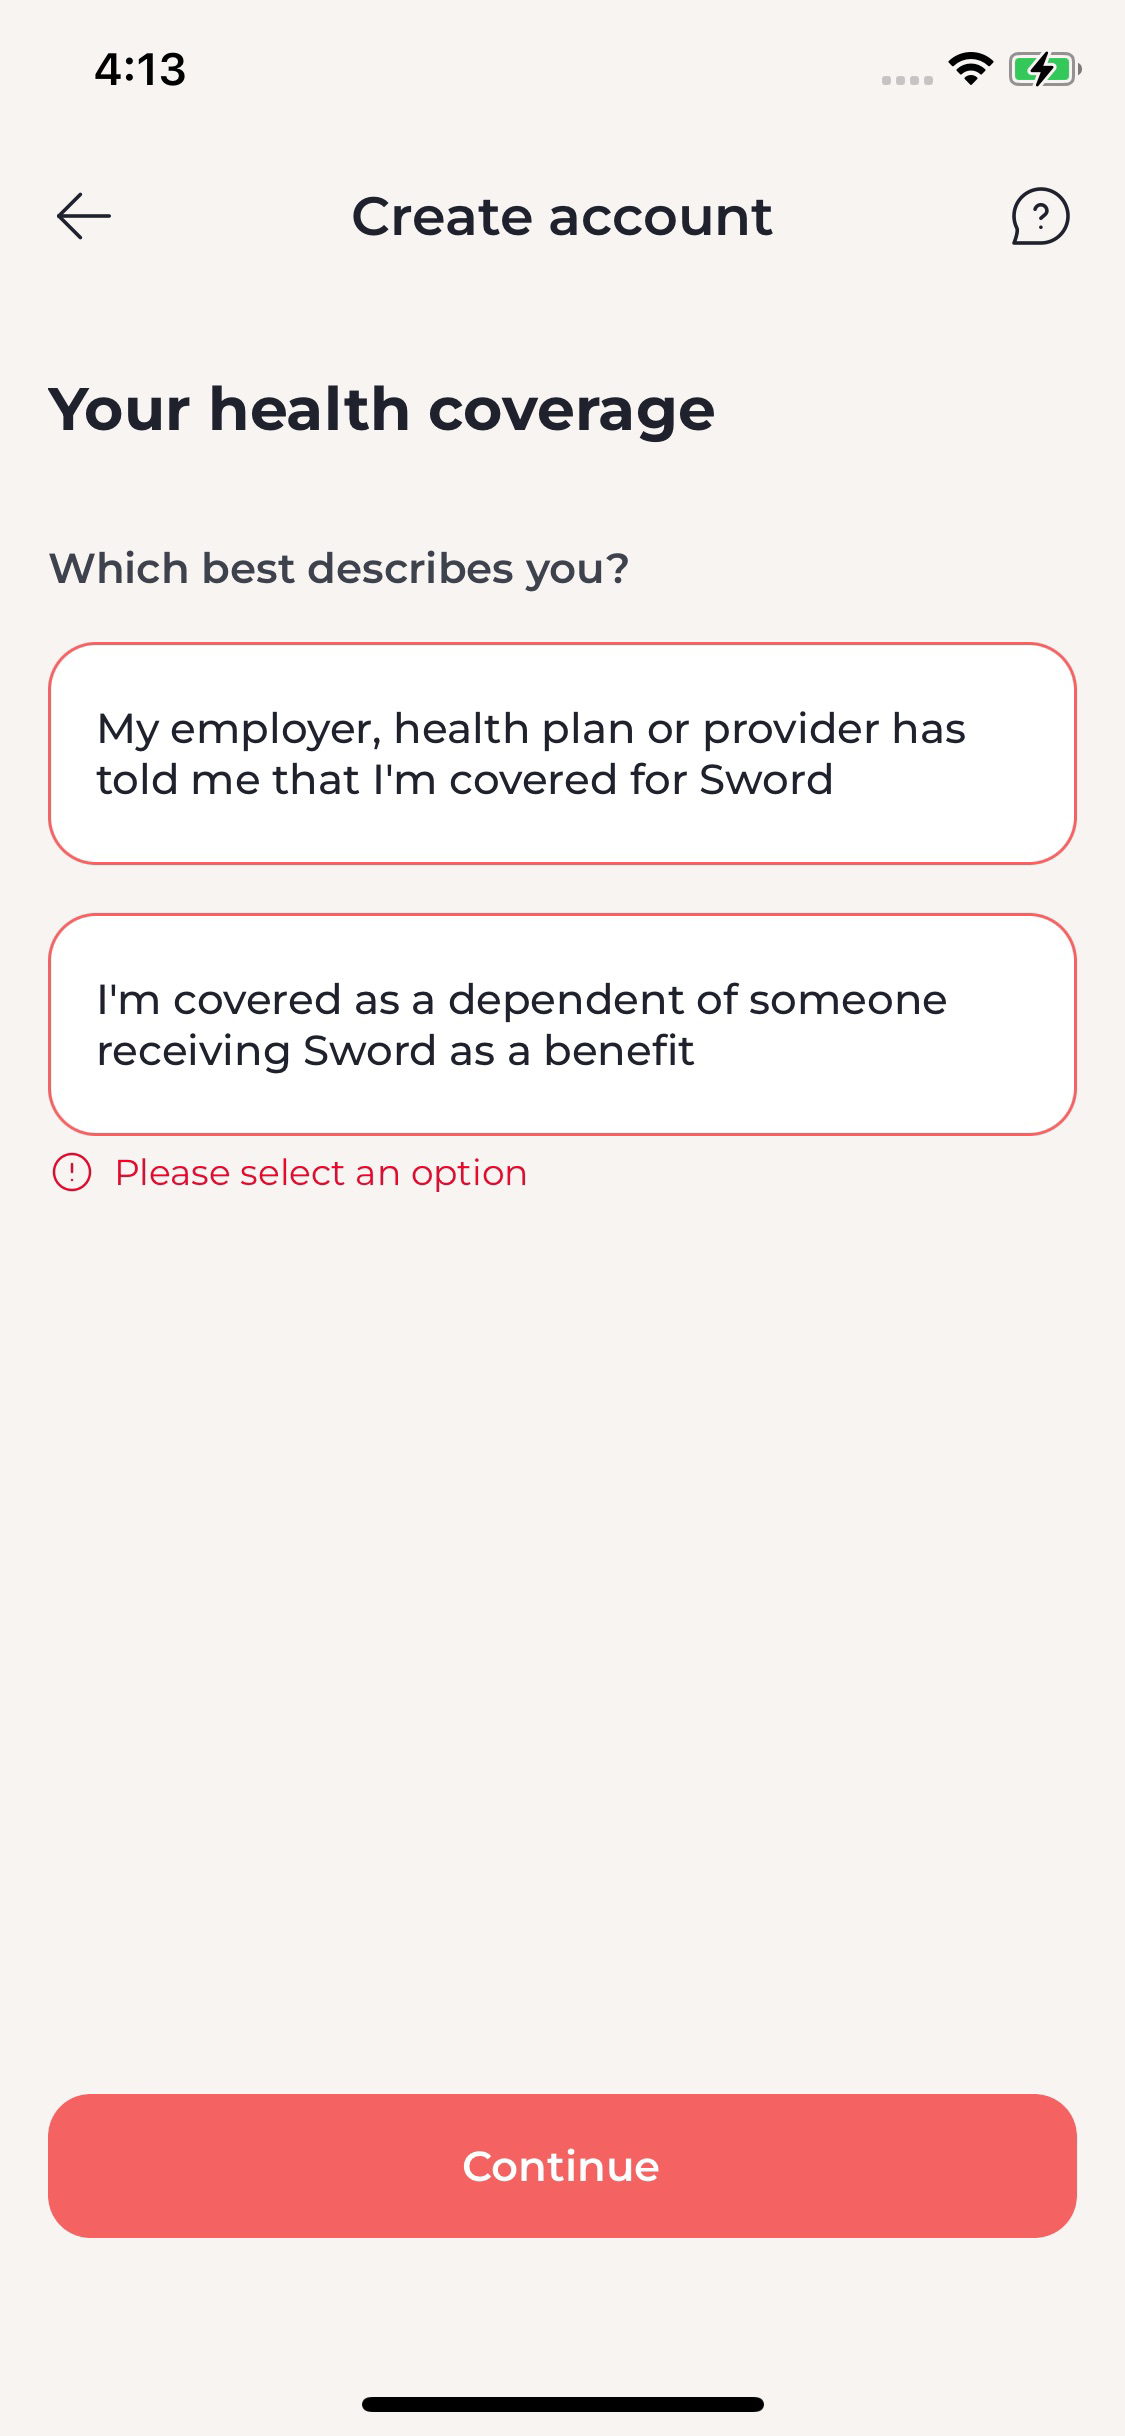 4:13
Create account
Your health coverage
Which best describes you?
My employer, health plan or provider has
told me that I'm covered for Sword
I'm covered as a dependent of someone
receiving Sword as a benefit
Please select an option
Continue